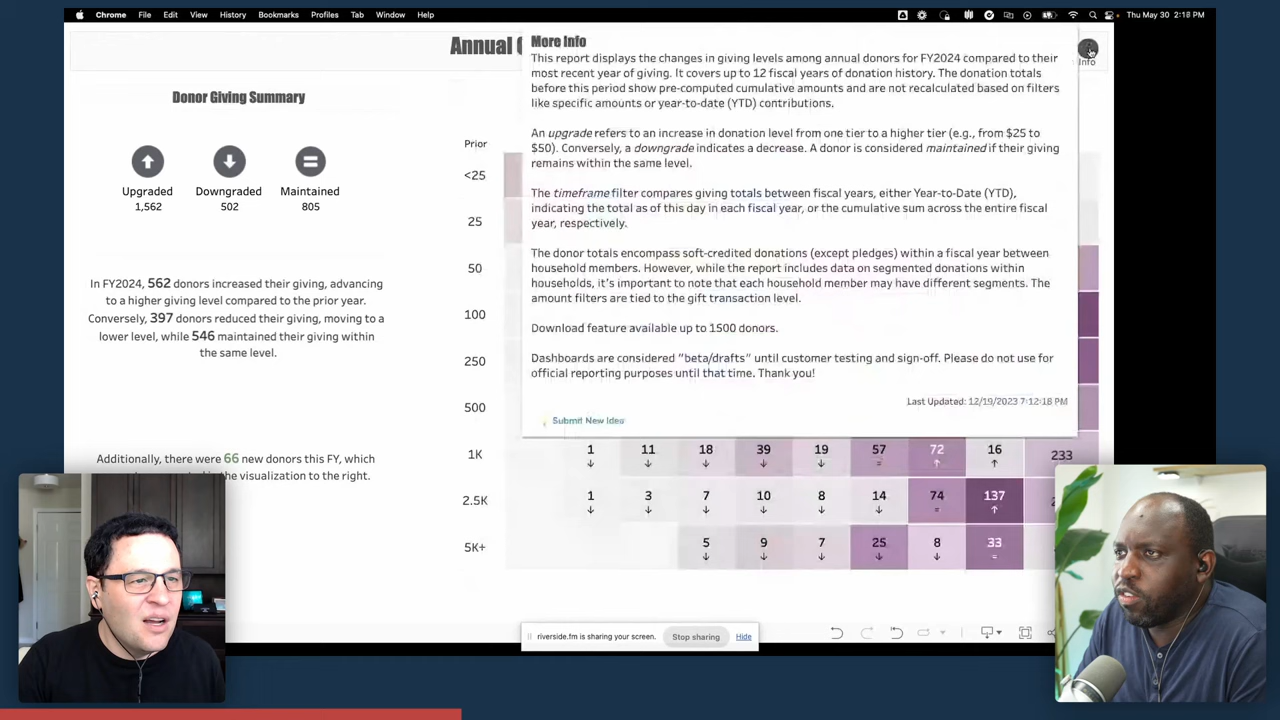 Chrome File Edit View History Bookmarks Profiles Tab Window Help
Thu May 30 2:18 PM
Annual
Info
Donor Giving Summary
Upgraded
1,562
Downgraded
502
Maintained
805
In FY2024, 562 donors increased their giving, advancing
to a higher giving level compared to the prior year.
Conversely, 397 donors reduced their giving, moving to a
lower level, while 546 maintained their giving within
the same level.
Additionally, there were 66 new donors this FY, which
in the visualization to the right.
More Info
This report displays the changes in giving levels among annual donors for FY2024 compared to their
most recent year of giving. It covers up to 12 fiscal years of donation history. The donation totals
before this period show pre-computed cumulative amounts and are not recalculated based on filters
like specific amounts or year-to-date (YTD) contributions.
An upgrade refers to an increase in donation level from one tier to a higher tier (e.g., from $25 to
$50). Conversely, a downgrade indicates a decrease. A donor is considered maintained if their giving
remains within the same level.
The timeframe filter compares giving totals between fiscal years, either Year-to-Date (YTD),
indicating the total as of this day in each fiscal year, or the cumulative sum across the entire fiscal
year, respectively.
The donor totals encompass soft-credited donations (except pledges) within a fiscal year between
household members. However, while the report includes data on segmented donations within
households, it's important to note that each household member may have different segments. The
amount filters are tied to the gift transaction level.
Download feature available up to 1500 donors.
Dashboards are considered "beta/drafts" until customer testing and sign-off. Please do not use for
official reporting purposes until that time. Thank you!
Last Updated: 12/19/2023 7:12:18 PM
Submit New Idea
Prior
<25
25
50
100
250
500
1K 1 11 18 39 19 57 72 16 233
↓ ↓ ↓ ↓ ↓ = ↑ ↑
2.5K 1 3 7 10 8 14 74 137
↓ ↓ ↓ ↓ ↓ ↓ = ↑
5K+ 5 9 7 25 8 33
↓ ↓ ↓ ↓ ↓ =
riverside.fm is sharing your screen. Stop sharing Hide